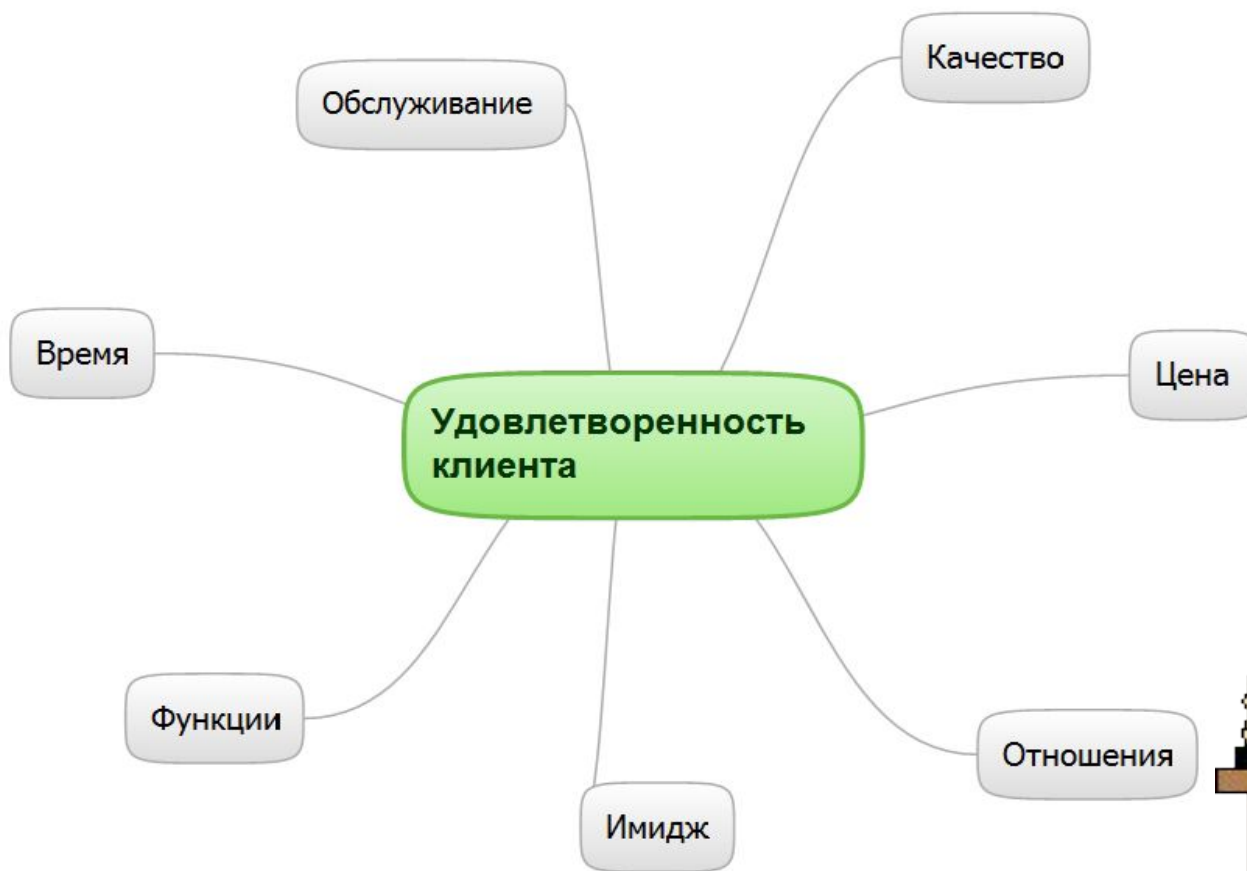 Качество
Обслуживание
Время
Цена
Удовлетворенность
клиента
Функции
Отношения
Имидж